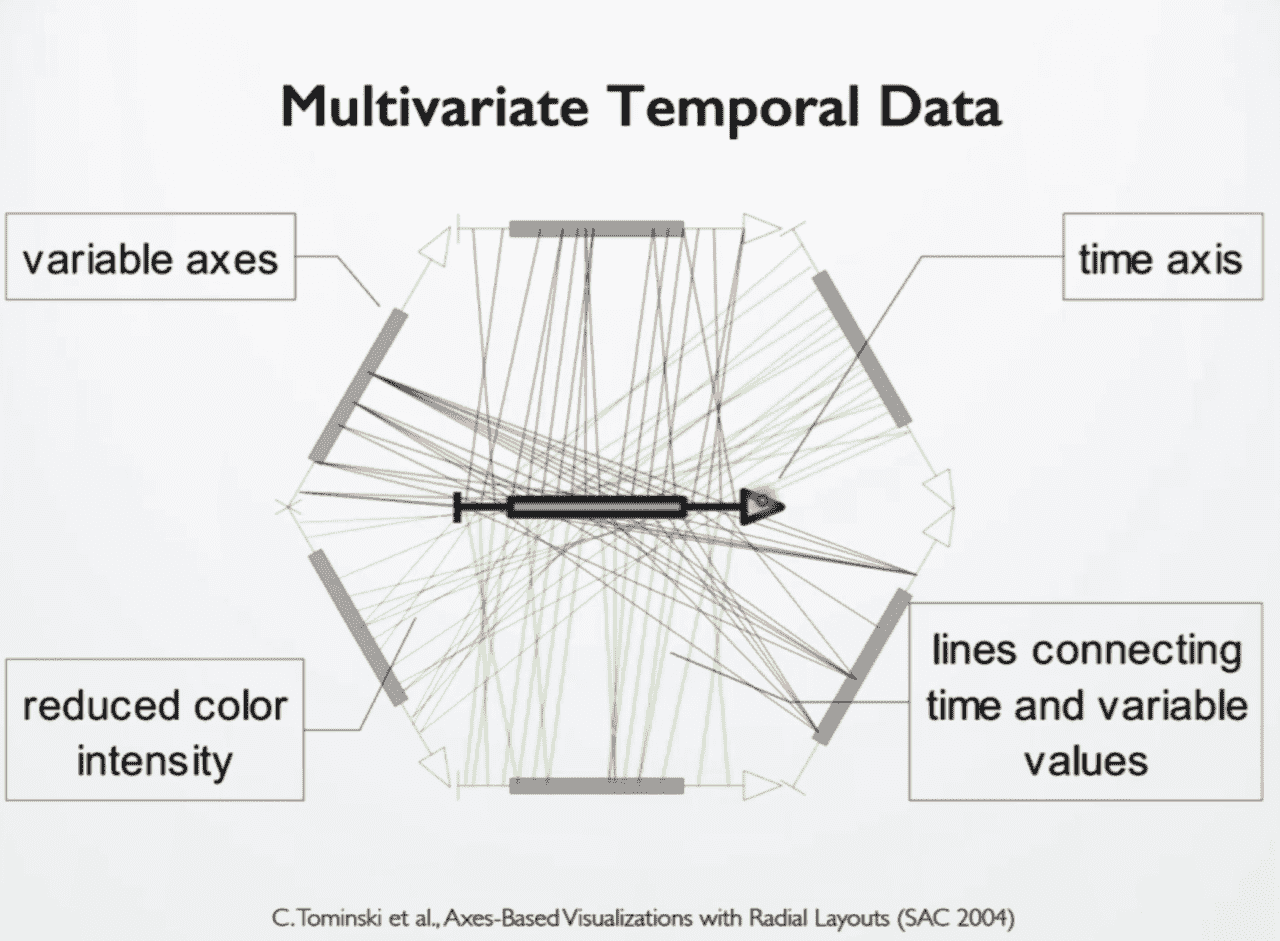 Multivariate Temporal Data
variable axes
time axis
reduced color
intensity
lines connecting
time and variable
values
C. Tominski et al., Axes-Based Visualizations with Radial Layouts (SAC 2004)